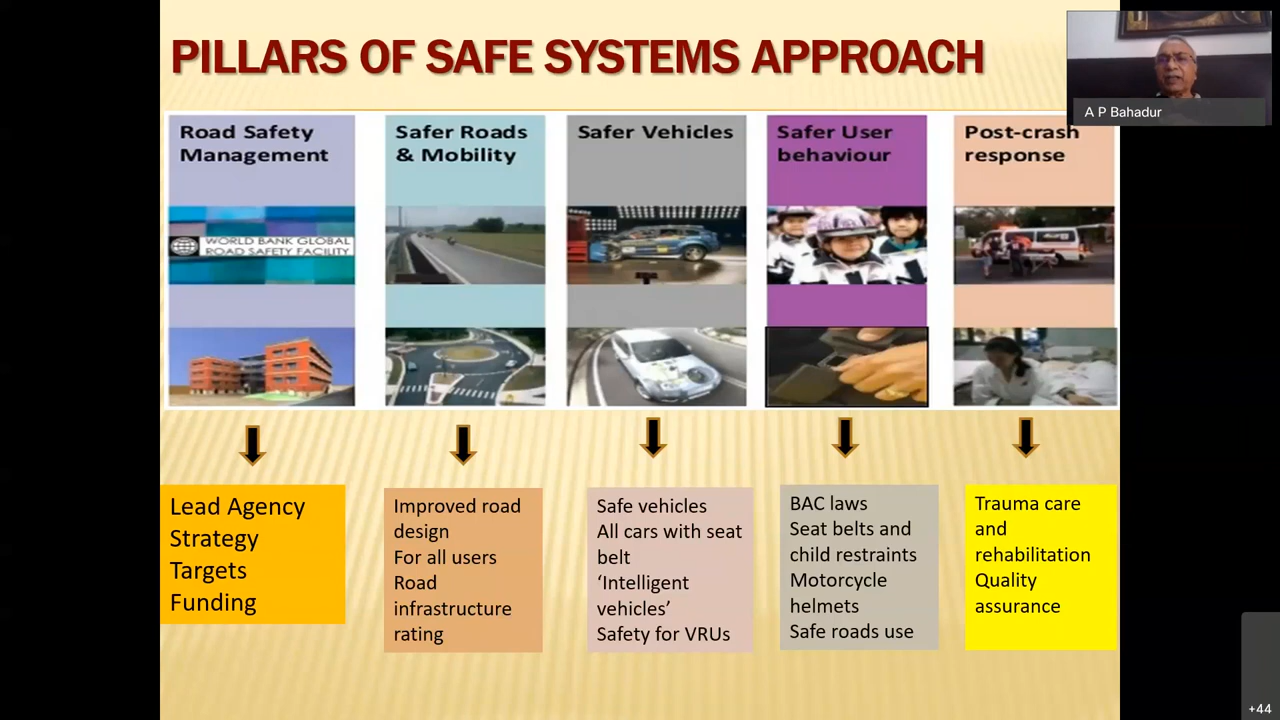 PILLARS OF SAFE SYSTEMS APPROACH
A P Bahadur
Road Safety
Management
Safer Roads
& Mobility
Safer Vehicles
Safer User
behaviour
Post-crash
response
WORLD BANK GLOBAL
ROAD SAFETY FACILITY
Lead Agency
Strategy
Targets
Funding
Improved road
design
For all users
Road
infrastructure
rating
Safe vehicles
All cars with seat
belt
‘Intelligent
vehicles’
Safety for VRUs
BAC laws
Seat belts and
child restraints
Motorcycle
helmets
Safe roads use
Trauma care
and
rehabilitation
Quality
assurance
+44